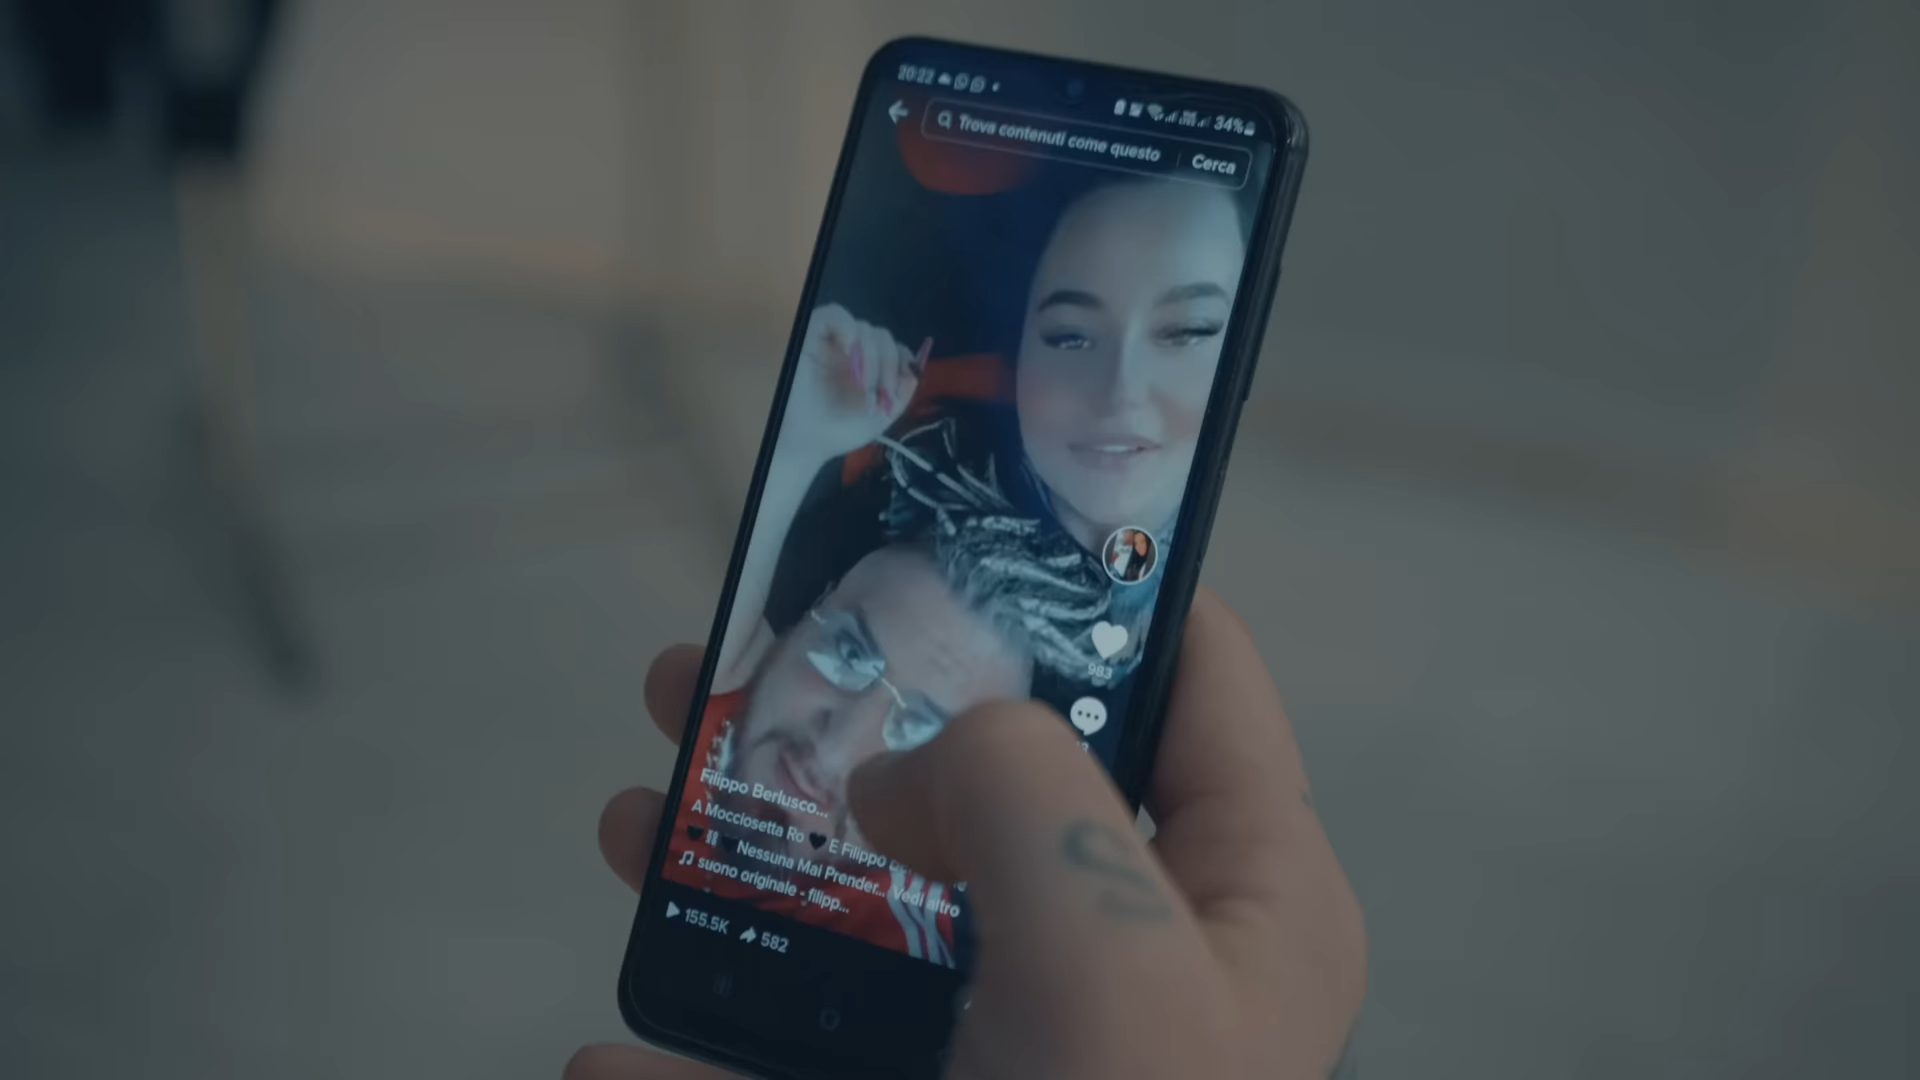 20:22
34%
Trova contenuti come questo
Cerca
983
Filippo Berlusco...
A Mocciosetta Ro 🖤 E Filippo
Nessuna Mai Prender... Vedi altro
suono originale - filipp...
155.5K
582